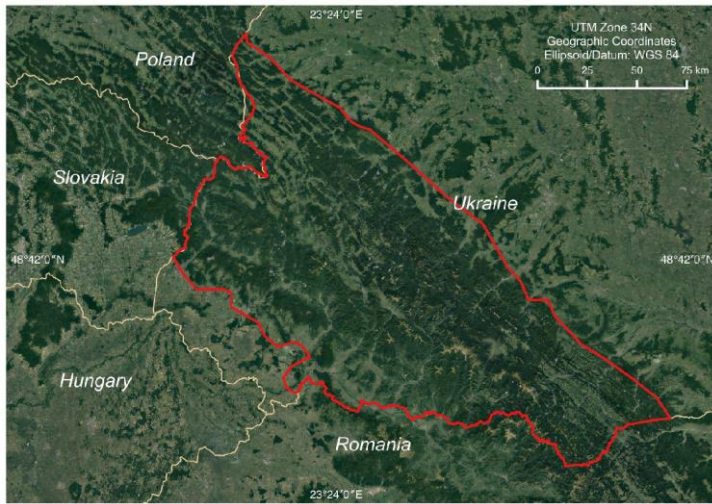 23°24'0"E
UTM Zone 34N
Geographic Coordinates
Ellipsoid/Datum: WGS 84
0 25 50 75 km
Poland
Slovakia
Ukraine
48°42'0"N
48°42'0"N
Hungary
Romania
23°24'0"E